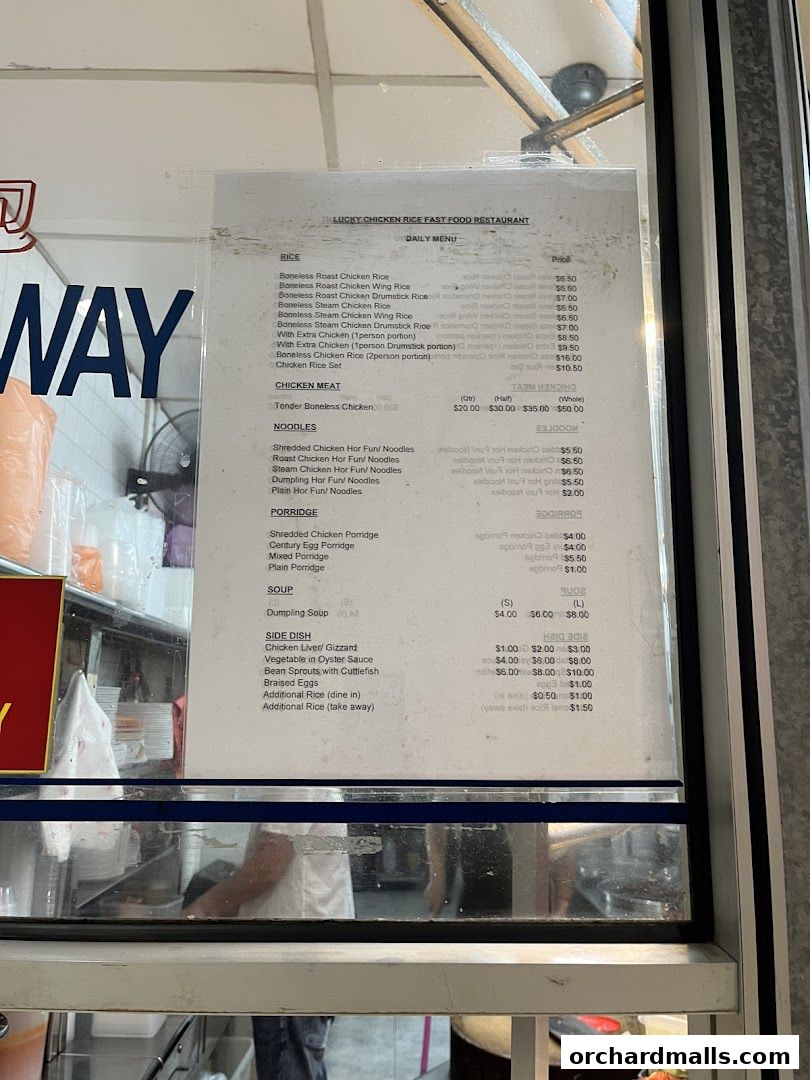 WAY
LUCKY CHICKEN RICE FAST FOOD RESTAURANT
DAILY MENU
RICE Price
Boneless Roast Chicken Rice $6.50
Boneless Roast Chicken Wing Rice $6.50
Boneless Roast Chicken Drumstick Rice $7.00
Boneless Steam Chicken Rice $6.50
Boneless Steam Chicken Wing Rice $6.50
Boneless Steam Chicken Drumstick Rice $7.00
With Extra Chicken (1person portion) $8.50
With Extra Chicken (1person Drumstick portion) $9.50
Boneless Chicken Rice (2person portion) $16.00
Chicken Rice Set $10.50
CHICKEN MEAT
(Qtr) (Half) (Whole)
Tender Boneless Chicken $20.00 $30.00 $35.00 $50.00
NOODLES
Shredded Chicken Hor Fun/ Noodles $5.50
Roast Chicken Hor Fun/ Noodles $6.50
Steam Chicken Hor Fun/ Noodles $6.50
Dumpling Hor Fun/ Noodles $5.50
Plain Hor Fun/ Noodles $2.00
PORRIDGE
Shredded Chicken Porridge $4.00
Century Egg Porridge $4.00
Mixed Porridge $5.50
Plain Porridge $1.00
SOUP
(S) (L)
Dumpling Soup $4.00 $6.00 $8.00
SIDE DISH
Chicken Liver/ Gizzard $1.00 $2.00 $3.00
Vegetable in Oyster Sauce $4.00 $6.00 $8.00
Bean Sprouts with Cuttlefish $6.00 $8.00 $10.00
Braised Eggs $1.00
Additional Rice (dine in) $0.50 $1.00
Additional Rice (take away) $1.50
Y
orchardmalls.com